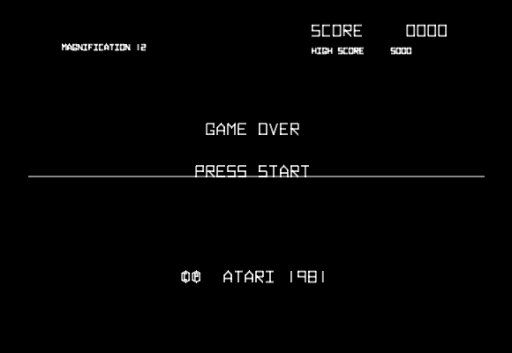 SCORE 0000
MAGNIFICATION 12
HIGH SCORE 5000
GAME OVER
PRESS START
©℗ ATARI 1981